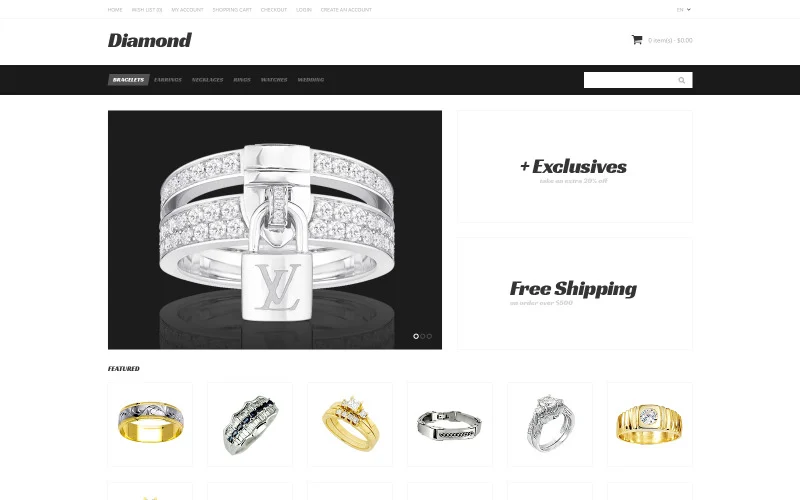 HOME WISH LIST (0) MY ACCOUNT SHOPPING CART CHECKOUT LOGIN CREATE AN ACCOUNT EN
Diamond
0 item(s) - $0.00
BRACELETS EARRINGS NECKLACES RINGS WATCHES WEDDING
+ Exclusives
take an extra 20% off
LV
Free Shipping
on order over $500
FEATURED